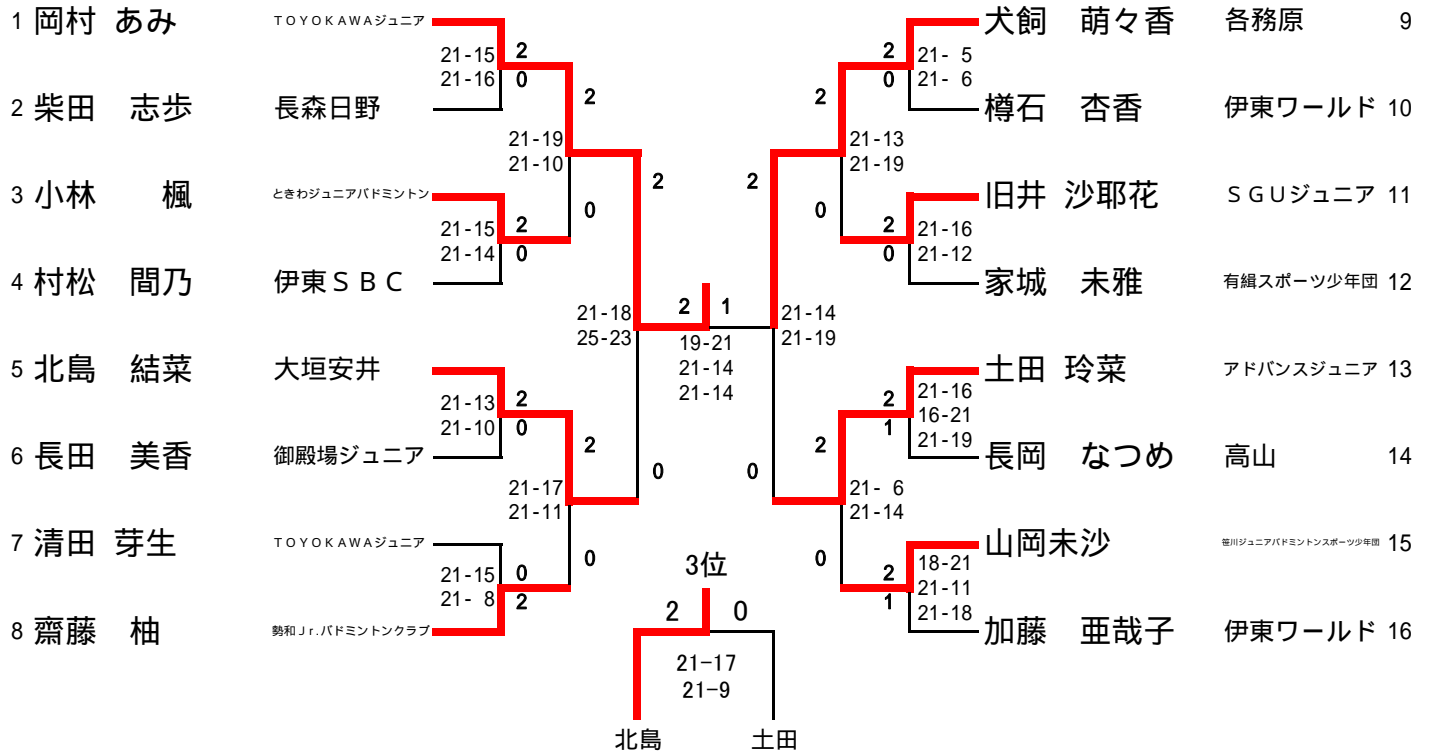 1 岡村 あみ TOYOKAWAジュニア
21-15 2
21-16 0
2 柴田 志歩 長森日野
2
21-19
21-10
3 小林 楓 ときわジュニアバドミントン
0
21-15 2
21-14 0
4 村松 間乃 伊東SBC
2
21-18
25-23
5 北島 結菜 大垣安井
21-13 2
21-10 0
6 長田 美香 御殿場ジュニア
2
0
21-17
21-11
7 清田 芽生 TOYOKAWAジュニア
0
21-15 0
21- 8 2
8 齋藤 柚 勢和Jr.バドミントンクラブ
2 1
19-21
21-14
21-14
犬飼 萌々香 各務原 9
2 21- 5
0 21- 6
樽石 杏香 伊東ワールド 10
2
21-13
21-19
旧井 沙耶花 SGUジュニア 11
0
2 21-16
0 21-12
家城 未雅 有緝スポーツ少年団 12
2
21-14
21-19
土田 玲菜 アドバンスジュニア 13
2 21-16
16-21
1 21-19
長岡 なつめ 高山 14
2
0
21- 6
21-14
山岡未沙 笹川ジュニアバドミントンスポーツ少年団 15
0
18-21
2 21-11
1 21-18
加藤 亜哉子 伊東ワールド 16
3位
2 0
21-17
21-9
北島 土田